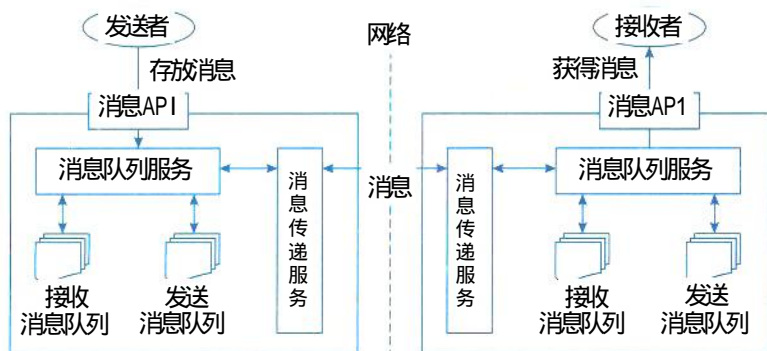 发送者
网络
接收者
存放消息
获得消息
消息API
消息AP1
消息队列服务
消息传递服务
消息
消息传递服务
消息队列服务
接收
消息队列
发送
消息队列
接收
消息队列
发送
消息队列